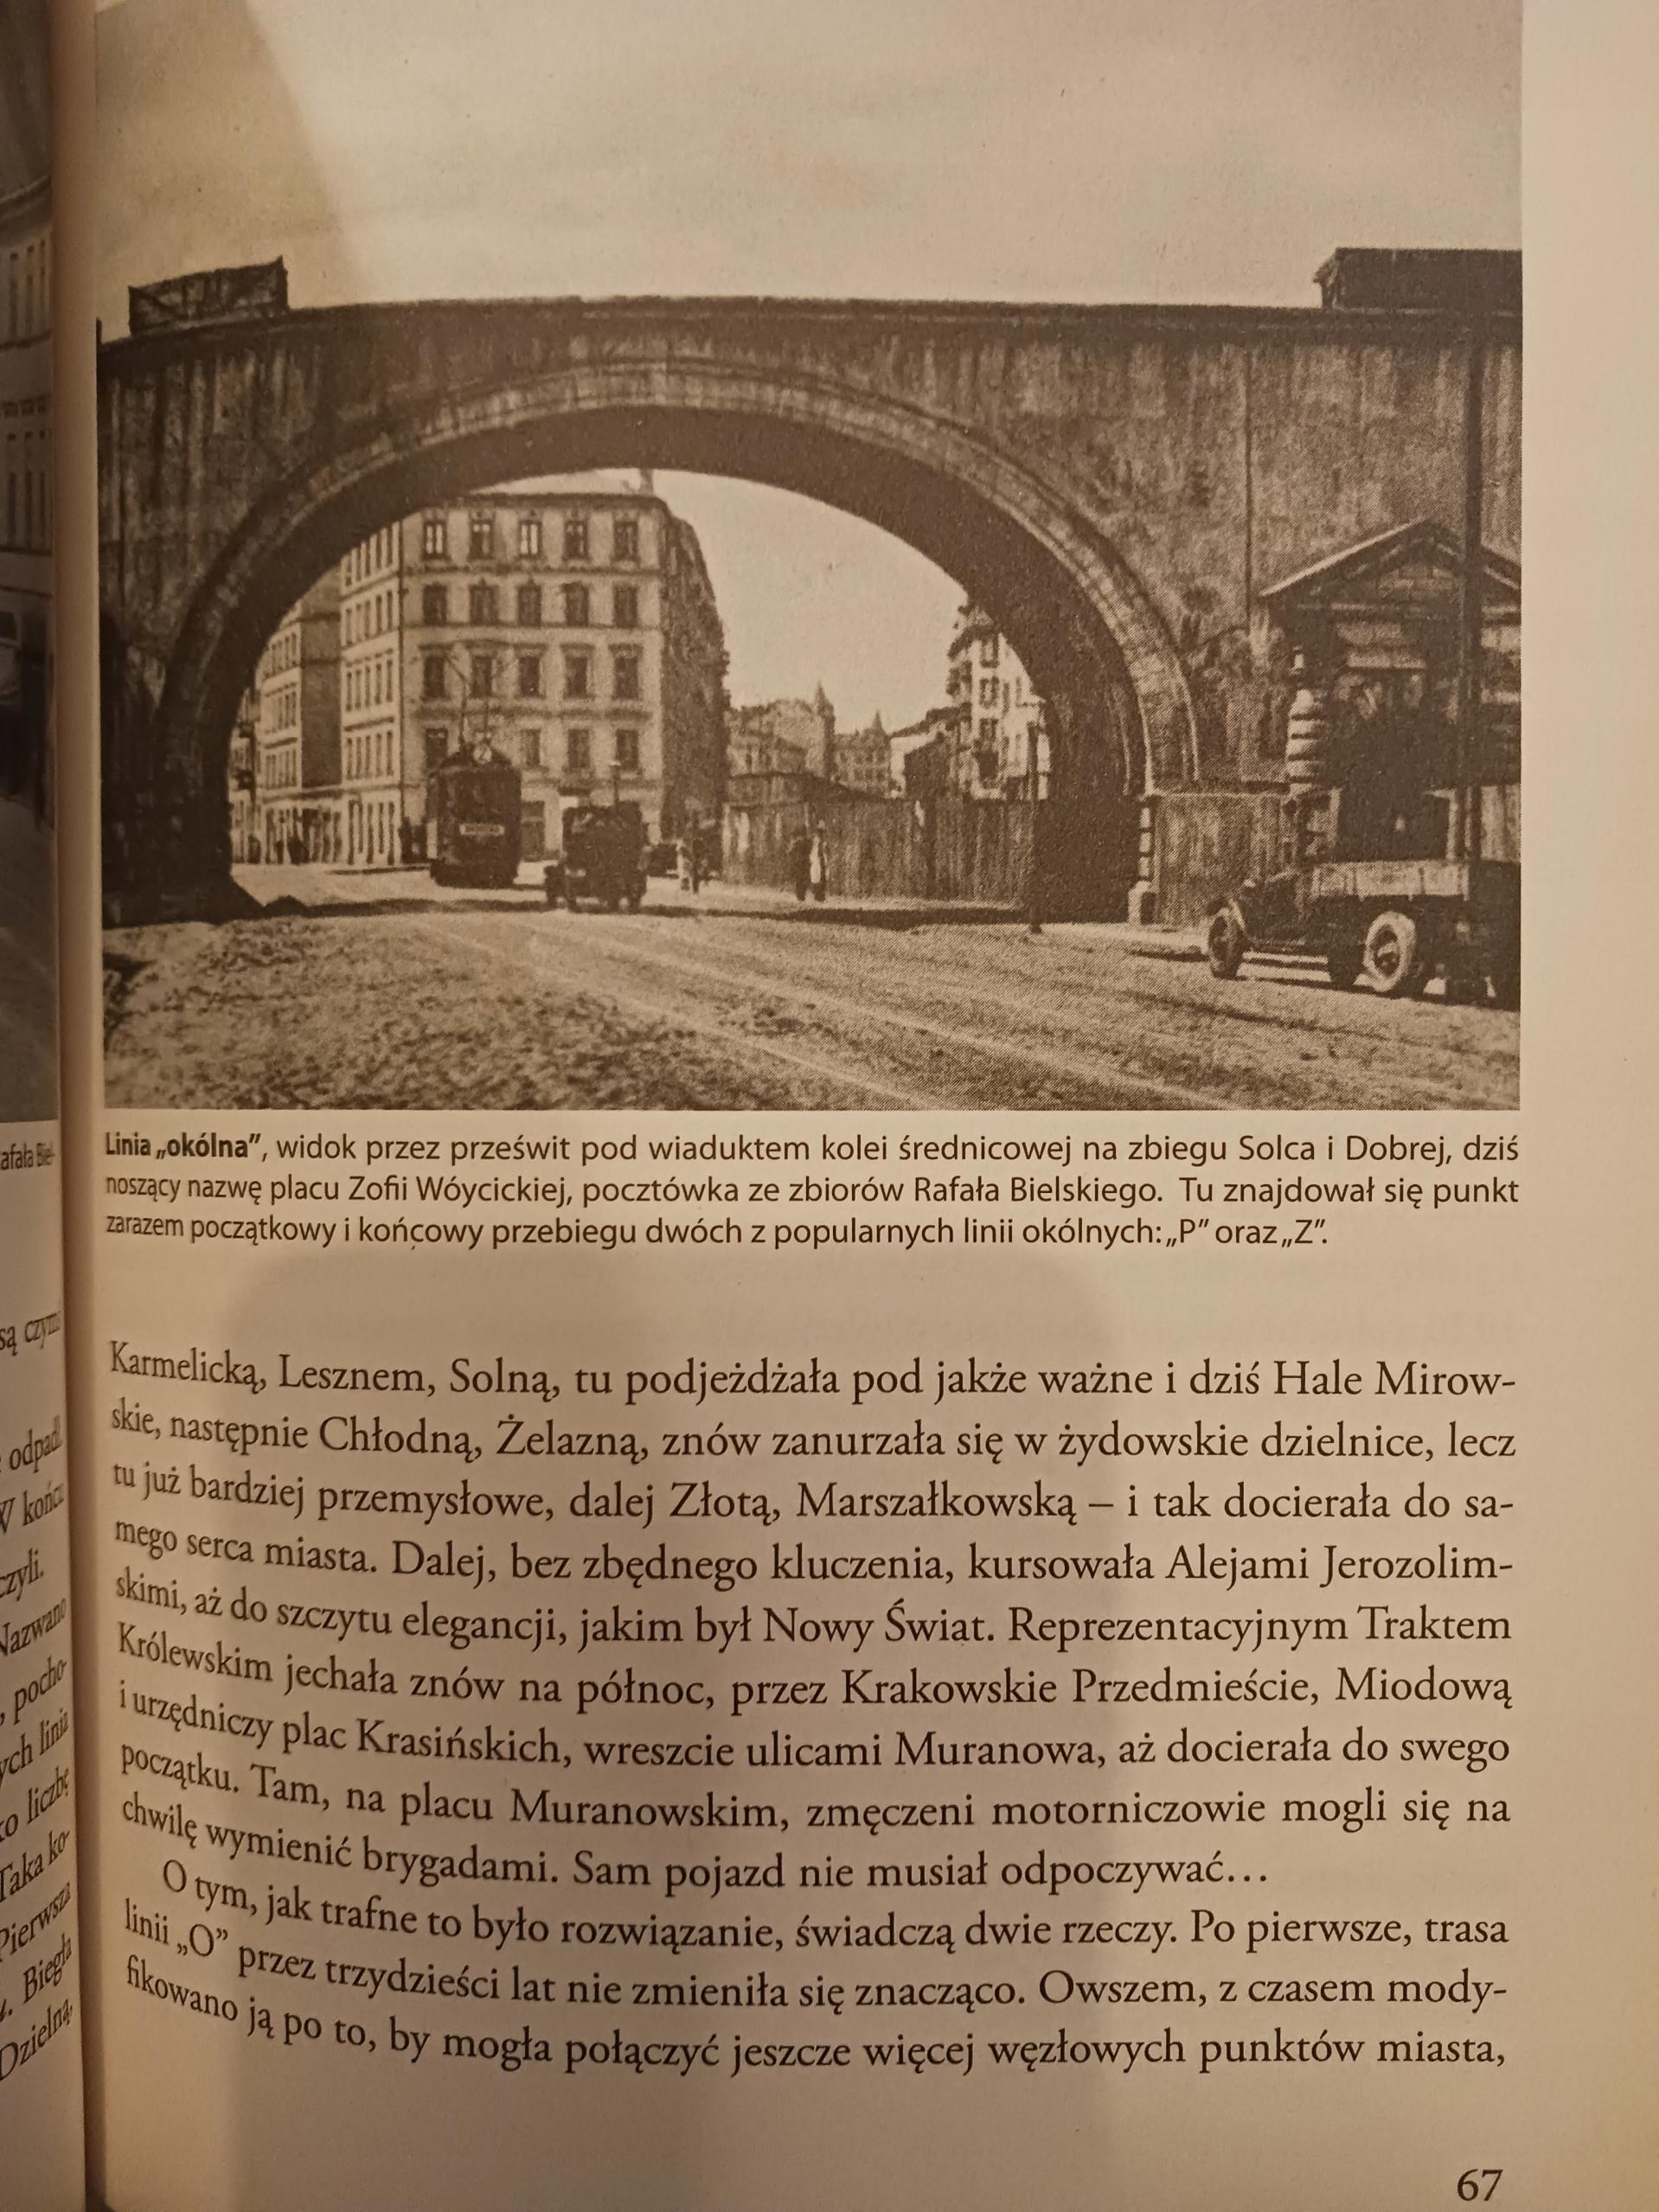 Linia „okólna”, widok przez prześwit pod wiaduktem kolei średnicowej na zbiegu Solca i Dobrej, dziś
noszący nazwę placu Zofii Wóycickiej, pocztówka ze zbiorów Rafała Bielskiego. Tu znajdował się punkt
zarazem początkowy i końcowy przebiegu dwóch z popularnych linii okólnych: „P” oraz „Z”.
Karmelicką, Lesznem, Solną, tu podjeżdżała pod jakże ważne i dziś Hale Mirow-
skie, następnie Chłodną, Żelazną, znów zanurzała się w żydowskie dzielnice, lecz
tu już bardziej przemysłowe, dalej Złotą, Marszałkowską – i tak docierała do sa-
mego serca miasta. Dalej, bez zbędnego kluczenia, kursowała Alejami Jerozolim-
skimi, aż do szczytu elegancji, jakim był Nowy Świat. Reprezentacyjnym Traktem
Królewskim jechała znów na północ, przez Krakowskie Przedmieście, Miodową
i urzędniczy plac Krasińskich, wreszcie ulicami Muranowa, aż docierała do swego
początku. Tam, na placu Muranowskim, zmęczeni motorniczowie mogli się na
chwilę wymienić brygadami. Sam pojazd nie musiał odpoczywać…
O tym, jak trafne to było rozwiązanie, świadczą dwie rzeczy. Po pierwsze, trasa
linii „O” przez trzydzieści lat nie zmieniła się znacząco. Owszem, z czasem mody-
fikowano ją po to, by mogła połączyć jeszcze więcej węzłowych punktów miasta,
67